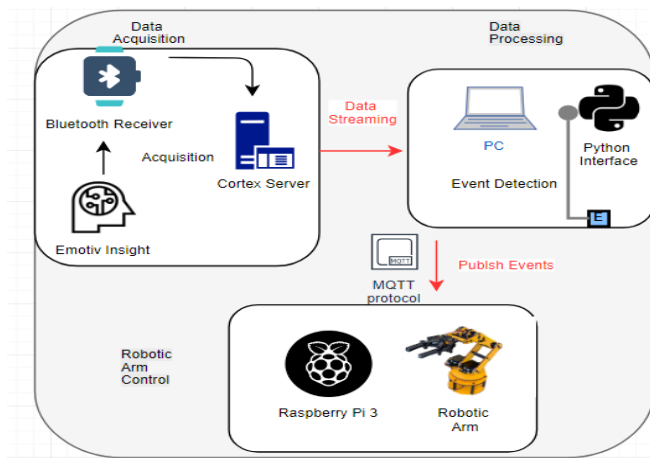 Data
Acquisition
Data
Processing
Bluetooth Receiver
Acquisition
Cortex Server
Emotiv Insight
Data
Streaming
PC
Python
Interface
Event Detection
E
MQTT
MQTT
protocol
Publish Events
Robotic
Arm
Control
Raspberry Pi 3
Robotic
Arm